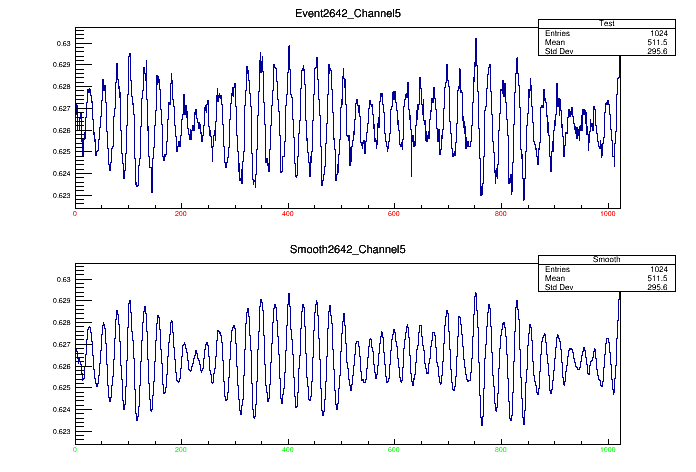 Event2642_Channel5
Test
Entries 1024
Mean 511.5
Std Dev 295.6
0.63
0.629
0.628
0.627
0.626
0.625
0.624
0.623
0 200 400 600 800 1000
Smooth2642_Channel5
Smooth
Entries 1024
Mean 511.5
Std Dev 295.6
0.63
0.629
0.628
0.627
0.626
0.625
0.624
0.623
0 200 400 600 800 1000